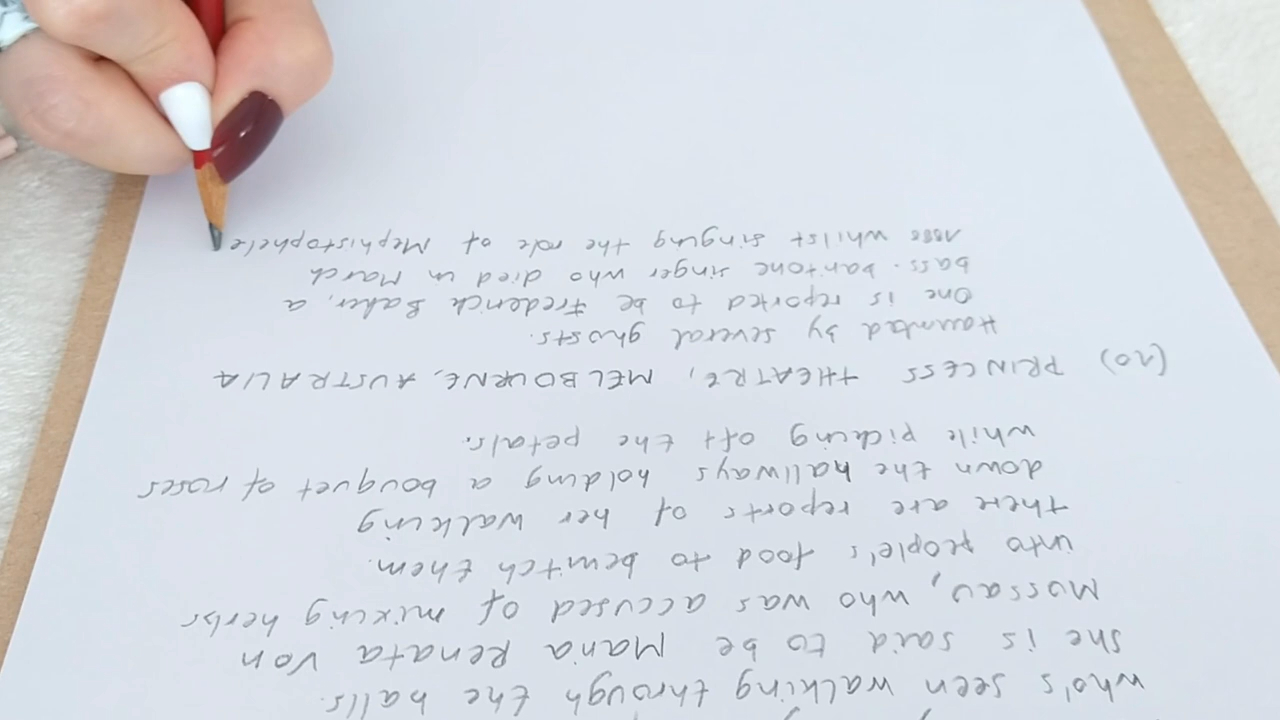 who's seen walking through the halls.
She is said to be Maria Renata von
Mossau, who was accused of mixing herbs
into people's food to bewitch them.
There are reports of her walking
down the hallways holding a bouquet of roses
while picking off the petals.
(10) PRINCESS THEATRE, MELBOURNE, AUSTRALIA
Haunted by several ghosts.
One is reported to be Frederick Baker, a
bass-baritone singer who died in March
1888 whilst singing the role of Mephistophele